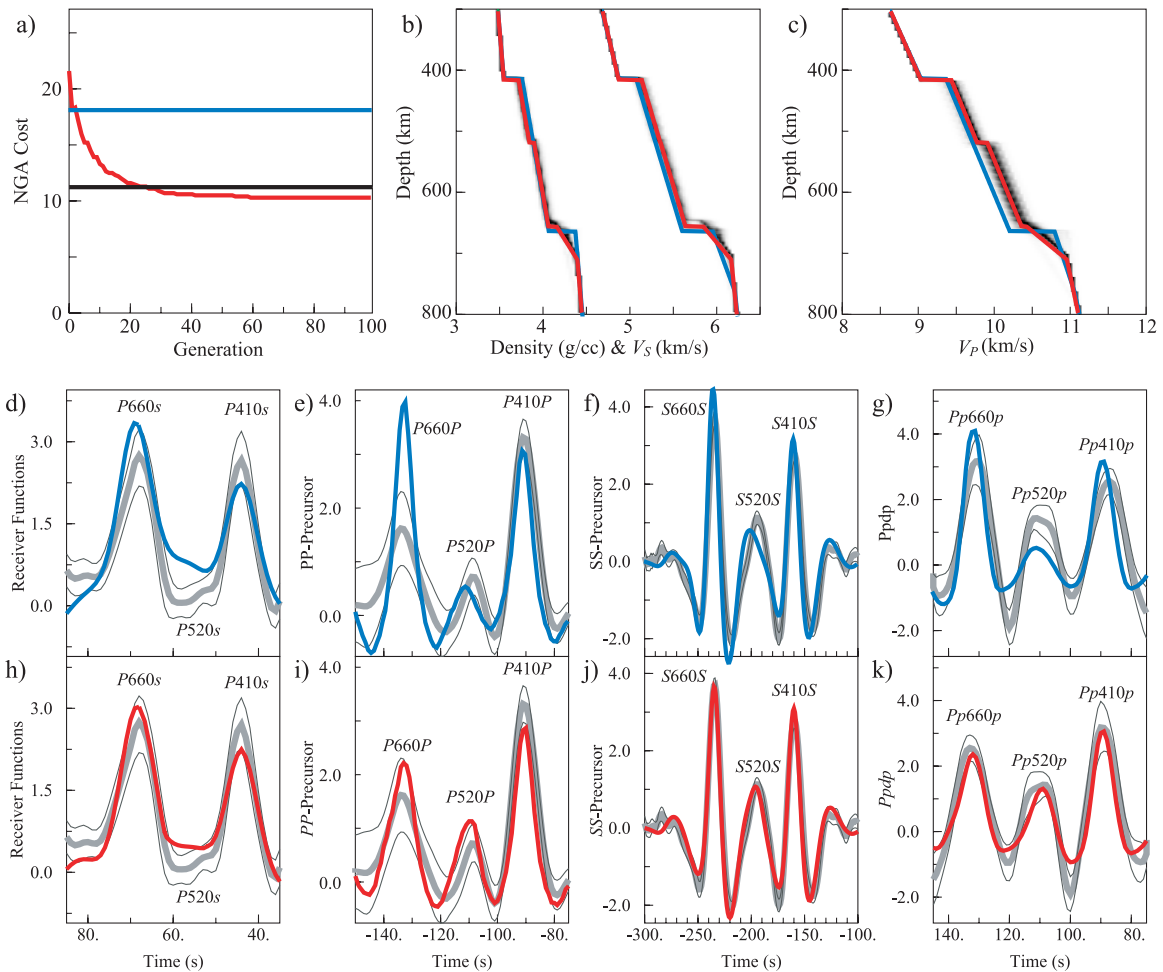 a)
b)
c)
20
10
0
NGA Cost
0 20 40 60 80 100
Generation
400
600
800
Depth (km)
3 4 5 6
Density (g/cc) & VS (km/s)
400
600
800
Depth (km)
8 9 10 11 12
VP (km/s)
d)
P660s
P410s
P520s
3.0
1.5
0.0
Receiver Functions
e)
P660P
P520P
P410P
4.0
2.0
0.0
PP-Precursor
f)
S660S
S520S
S410S
4.0
2.0
0.0
-2.0
SS-Precursor
g)
Pp660p
Pp520p
Pp410p
4.0
2.0
0.0
-2.0
Ppdp
h)
P660s
P410s
P520s
3.0
1.5
0.0
Receiver Functions
80. 60. 40.
Time (s)
i)
P660P
P520P
P410P
4.0
2.0
0.0
PP-Precursor
-140. -120. -100. -80.
Time (s)
j)
S660S
S520S
S410S
4.0
2.0
0.0
-2.0
SS-Precursor
-300. -250. -200. -150. -100.
Time (s)
k)
Pp660p
Pp520p
Pp410p
4.0
2.0
0.0
-2.0
Ppdp
140. 120. 100. 80.
Time (s)